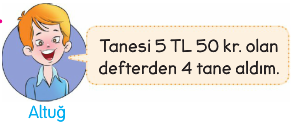 Tanesi 5 TL 50 kr. olan
defterden 4 tane aldım.
Altuğ